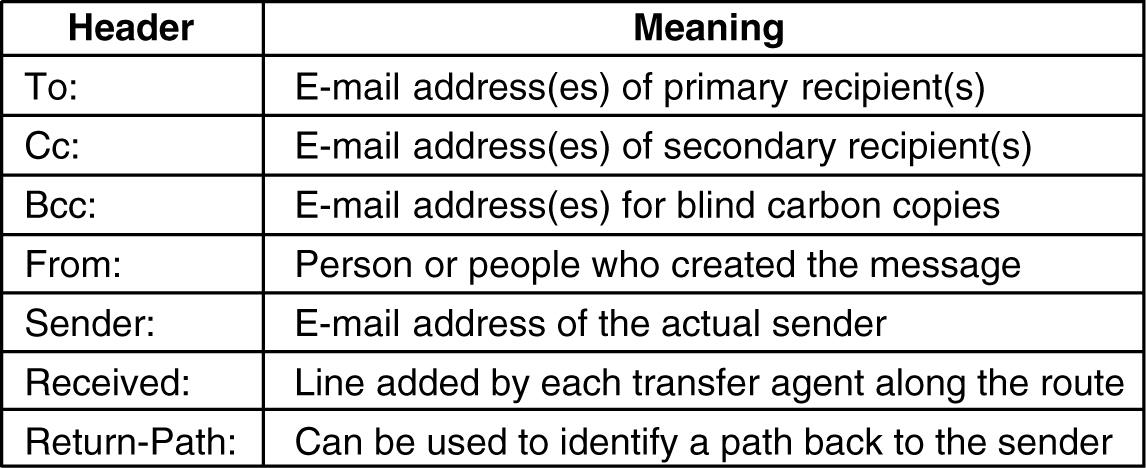 Header Meaning
To: E-mail address(es) of primary recipient(s)
Cc: E-mail address(es) of secondary recipient(s)
Bcc: E-mail address(es) for blind carbon copies
From: Person or people who created the message
Sender: E-mail address of the actual sender
Received: Line added by each transfer agent along the route
Return-Path: Can be used to identify a path back to the sender